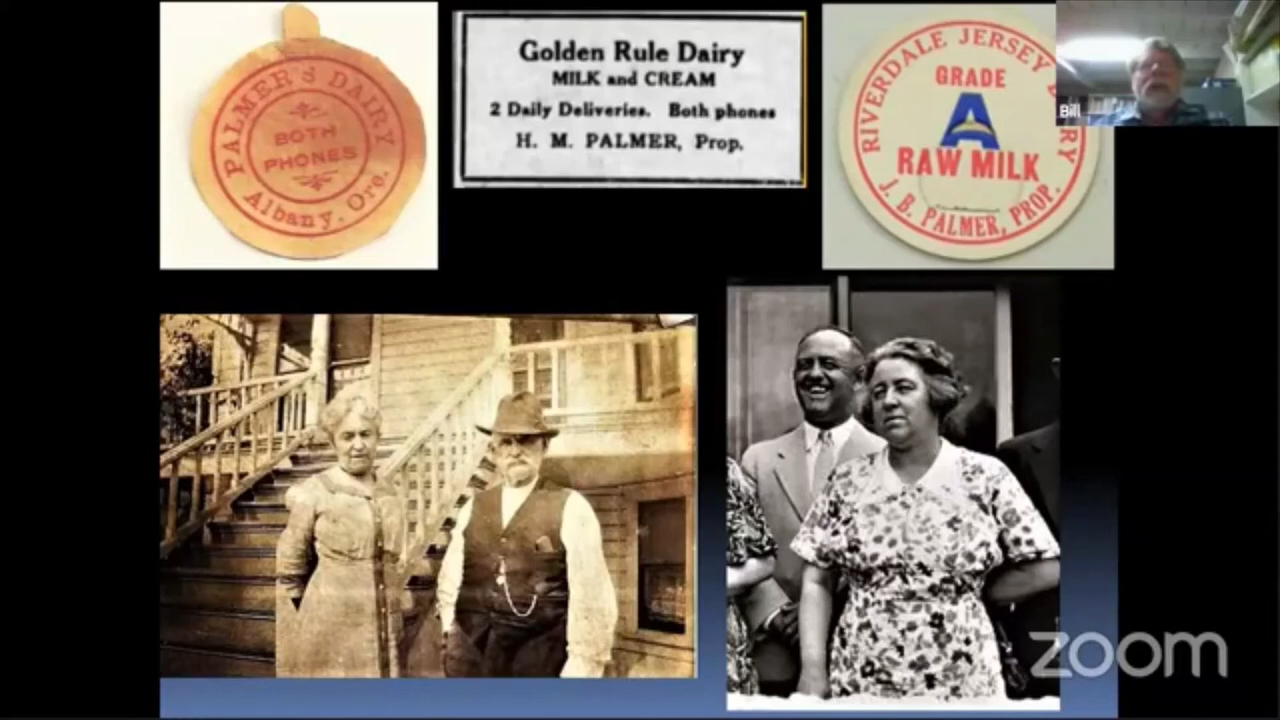 PALMER'S DAIRY
BOTH
PHONES
Albany, Ore.
Golden Rule Dairy
MILK and CREAM
2 Daily Deliveries. Both phones
H. M. PALMER, Prop.
RIVERDALE JERSEY
GRADE
A
RAW MILK
J. B. PALMER, PROP.
Bill
zoom